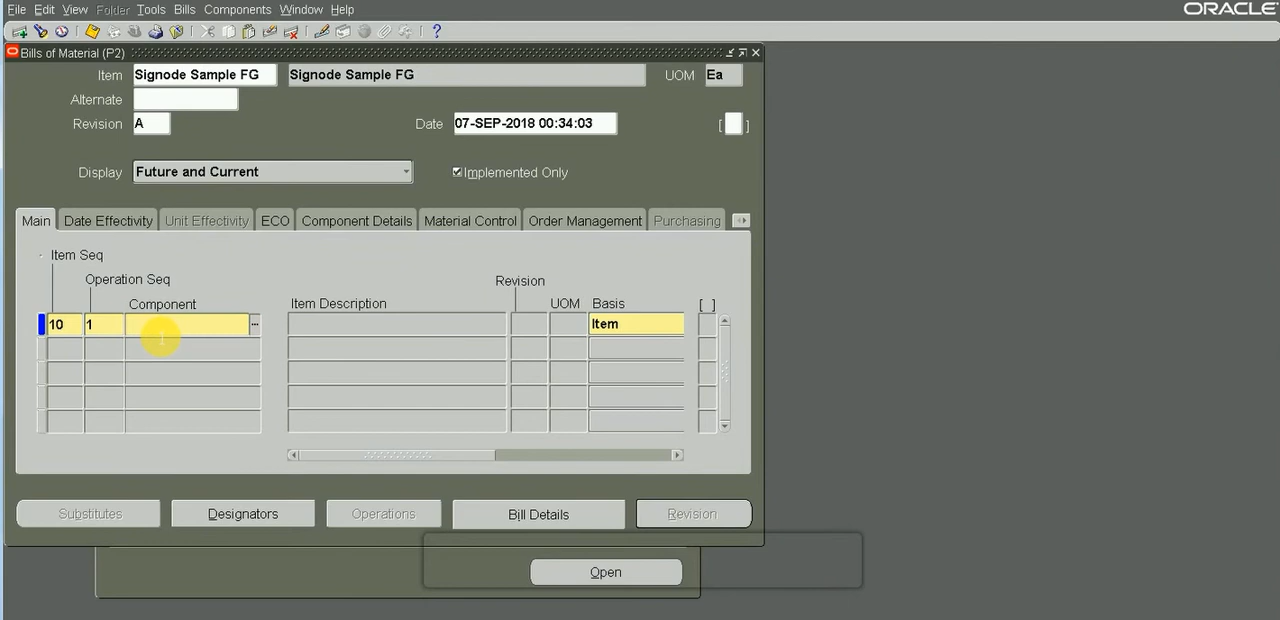 File Edit View Folder Tools Bills Components Window Help
ORACLE
Bills of Material (P2)
Item Signode Sample FG Signode Sample FG UOM Ea
Alternate
Revision A Date 07-SEP-2018 00:34:03 [ ]
Display Future and Current Implemented Only
Main Date Effectivity Unit Effectivity ECO Component Details Material Control Order Management Purchasing
Item Seq
Operation Seq Revision
Component Item Description UOM Basis [ ]
10 1 Item
Substitutes Designators Operations Bill Details Revision
Open